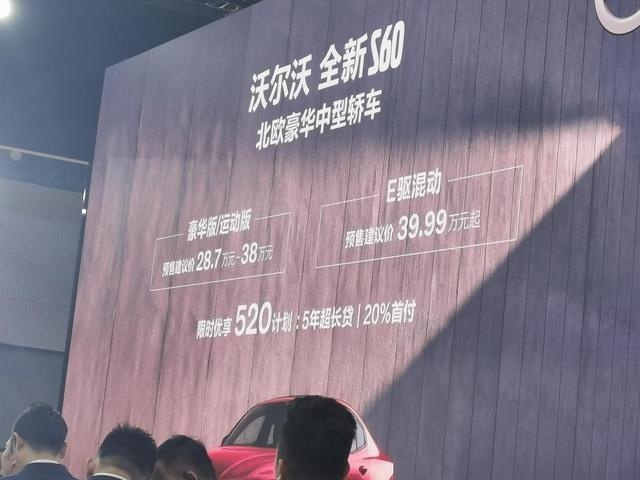 沃尔沃 全新S60
北欧豪华中型轿车
豪华版/运动版
预售建议价 28.7万元-38万元
E驱混动
预售建议价 39.99万元起
限时优享 520计划：5年超长贷 | 20%首付